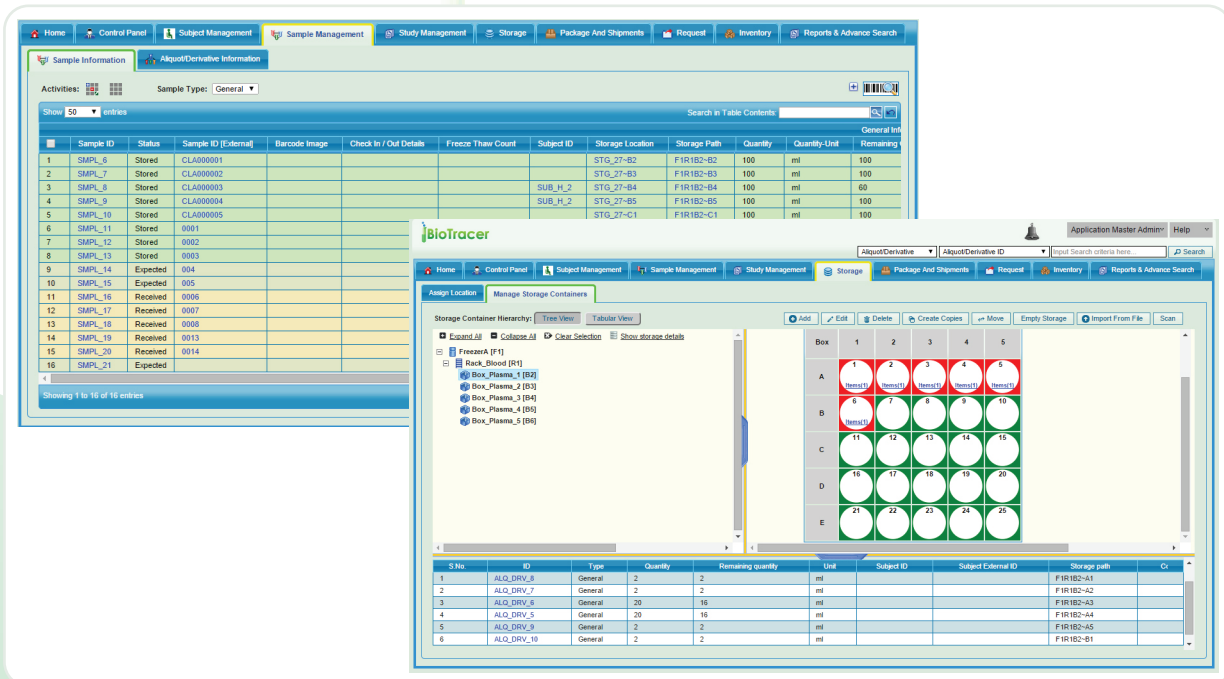 Home Control Panel Subject Management Sample Management Study Management Storage Package And Shipments Request Inventory Reports & Advance Search
Sample Information Aliquot/Derivative Information
Activities: Sample Type: General
Show 50 entries Search in Table Contents:
General Inf
Sample ID Status Sample ID [External] Barcode Image Check In / Out Details Freeze Thaw Count Subject ID Storage Location Storage Path Quantity Quantity-Unit Remaining
1 SMPL_6 Stored CLA000001 STG_27~B2 F1R1B2~B2 100 ml 100
2 SMPL_7 Stored CLA000002 STG_27~B3 F1R1B2~B3 100 ml 100
3 SMPL_8 Stored CLA000003 SUB_H_2 STG_27~B4 F1R1B2~B4 100 ml 60
4 SMPL_9 Stored CLA000004 SUB_H_2 STG_27~B5 F1R1B2~B5 100 ml 100
5 SMPL_10 Stored CLA000005 STG_27~C1 F1R1B2~C1 100 ml 100
6 SMPL_11 Stored 0001
7 SMPL_12 Stored 0002
8 SMPL_13 Stored 0003
9 SMPL_14 Expected 004
10 SMPL_15 Expected 005
11 SMPL_16 Received 0006
12 SMPL_17 Received 0007
13 SMPL_18 Received 0008
14 SMPL_19 Received 0013
15 SMPL_20 Received 0014
16 SMPL_21 Expected
Showing 1 to 16 of 16 entries
BioTracer Application Master Admin Help
Aliquot/Derivative Aliquot/Derivative ID Input Search criteria here... Search
Home Control Panel Subject Management Sample Management Study Management Storage Package And Shipments Request Inventory Reports & Advance Search
Assign Location Manage Storage Containers
Storage Container Hierarchy: Tree View Tabular View Add Edit Delete Create Copies Move Empty Storage Import From File Scan
Expand All Collapse All Clear Selection Show storage details
FreezerA [F1]
Rack_Blood [R1]
Box_Plasma_1 [B2]
Box_Plasma_2 [B3]
Box_Plasma_3 [B4]
Box_Plasma_4 [B5]
Box_Plasma_5 [B6]
Box 1 2 3 4 5
1 2 3 4 5
A
Items(1) Items(1) Items(1) Items(1) Items(1)
6 7 8 9 10
B
Items(1)
11 12 13 14 15
C
16 17 18 19 20
D
21 22 23 24 25
E
S.No. ID Type Quantity Remaining quantity Unit Subject ID Subject External ID Storage path Cc
1 ALQ_DRV_8 General 2 2 ml F1R1B2~A1
2 ALQ_DRV_7 General 2 2 ml F1R1B2~A2
3 ALQ_DRV_6 General 20 16 ml F1R1B2~A3
4 ALQ_DRV_5 General 20 16 ml F1R1B2~A4
5 ALQ_DRV_9 General 2 2 ml F1R1B2~A5
6 ALQ_DRV_10 General 2 2 ml F1R1B2~B1